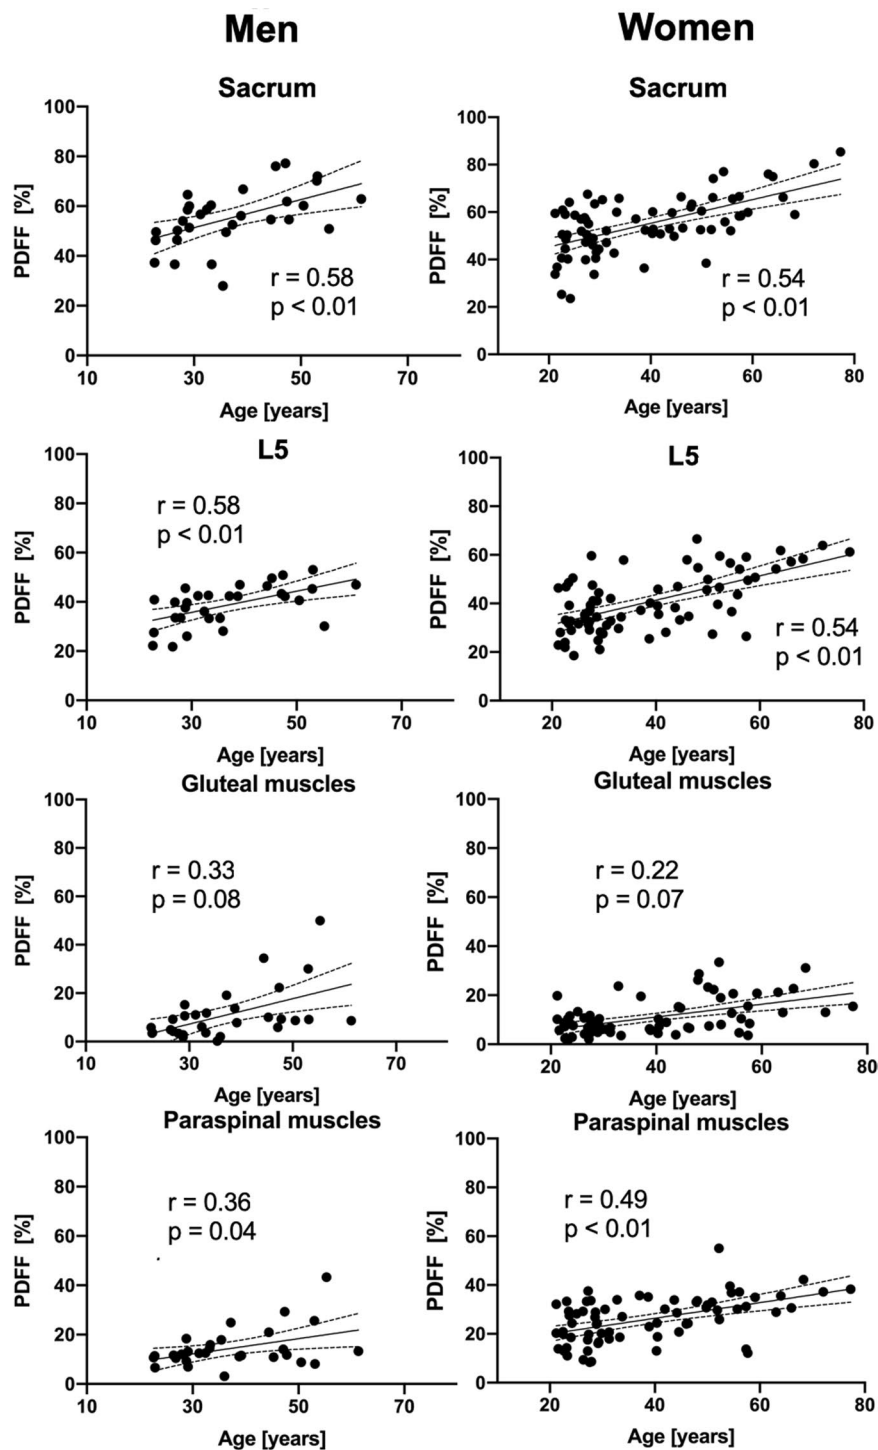 Men
Women
Sacrum
Sacrum
PDFF [%]
100
80
60
40
20
0
r = 0.58
p < 0.01
10
30
50
70
Age [years]
PDFF [%]
100
80
60
40
20
0
r = 0.54
p < 0.01
20
40
60
80
Age [years]
L5
L5
PDFF [%]
100
80
60
40
20
0
r = 0.58
p < 0.01
10
30
50
70
Age [years]
PDFF [%]
100
80
60
40
20
0
r = 0.54
p < 0.01
20
40
60
80
Age [years]
Gluteal muscles
Gluteal muscles
PDFF [%]
100
80
60
40
20
0
r = 0.33
p = 0.08
10
30
50
70
Age [years]
PDFF [%]
100
80
60
40
20
0
r = 0.22
p = 0.07
20
40
60
80
Age [years]
Paraspinal muscles
Paraspinal muscles
PDFF [%]
100
80
60
40
20
0
r = 0.36
p = 0.04
10
30
50
70
Age [years]
PDFF [%]
100
80
60
40
20
0
r = 0.49
p < 0.01
20
40
60
80
Age [years]